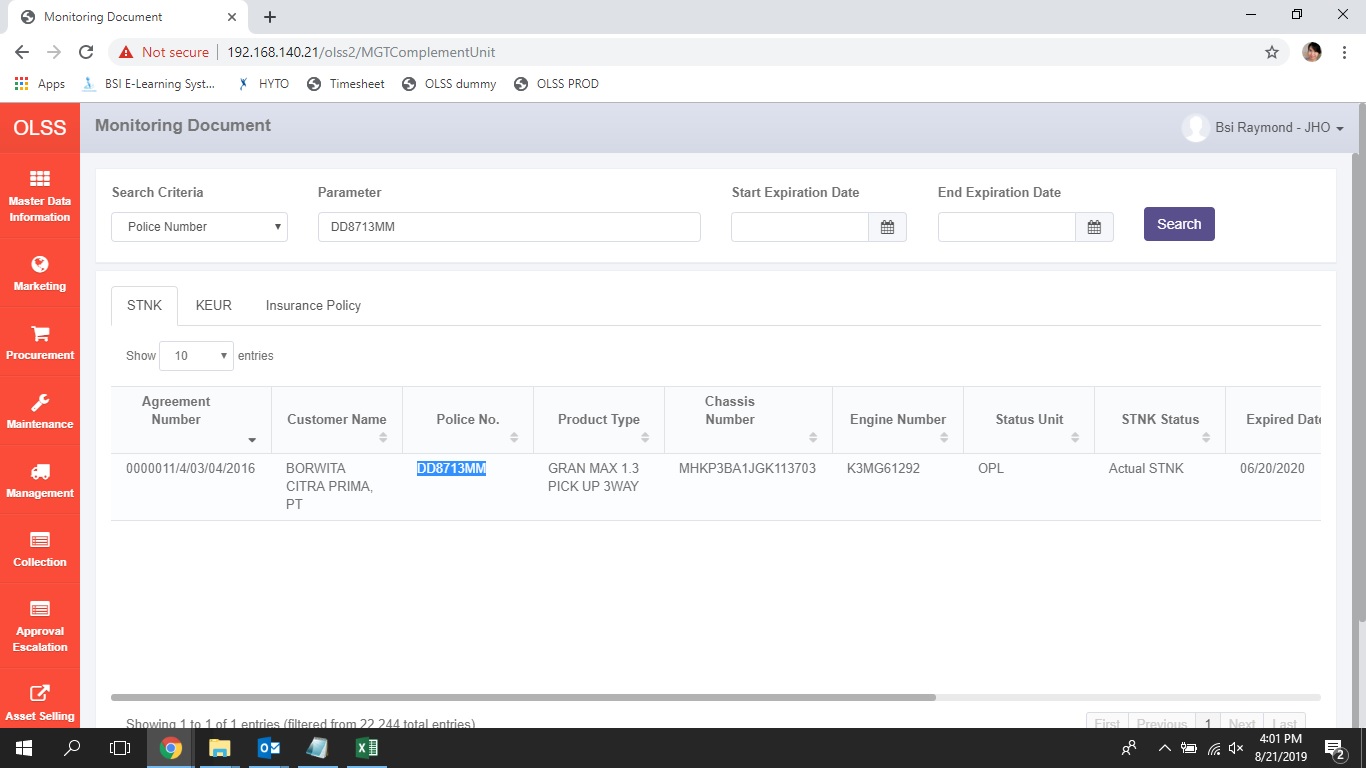 Monitoring Document
Not secure 192.168.140.21/olss2/MGTComplementUnit
Apps BSI E-Learning Syst... HYTO Timesheet OLSS dummy OLSS PROD
OLSS Monitoring Document Bsi Raymond - JHO
Master Data
Information
Marketing
Procurement
Maintenance
Management
Collection
Approval
Escalation
Asset Selling
Search Criteria Parameter Start Expiration Date End Expiration Date
Police Number DD8713MM Search
STNK KEUR Insurance Policy
Show 10 entries
Agreement
Number Customer Name Police No. Product Type Chassis
Number Engine Number Status Unit STNK Status Expired Date
0000011/4/03/04/2016 BORWITA
CITRA PRIMA,
PT DD8713MM GRAN MAX 1.3
PICK UP 3WAY MHKP3BA1JGK113703 K3MG61292 OPL Actual STNK 06/20/2020
Showing 1 to 1 of 1 entries (filtered from 22,244 total entries) First Previous 1 Next Last
4:01 PM
8/21/2019
2